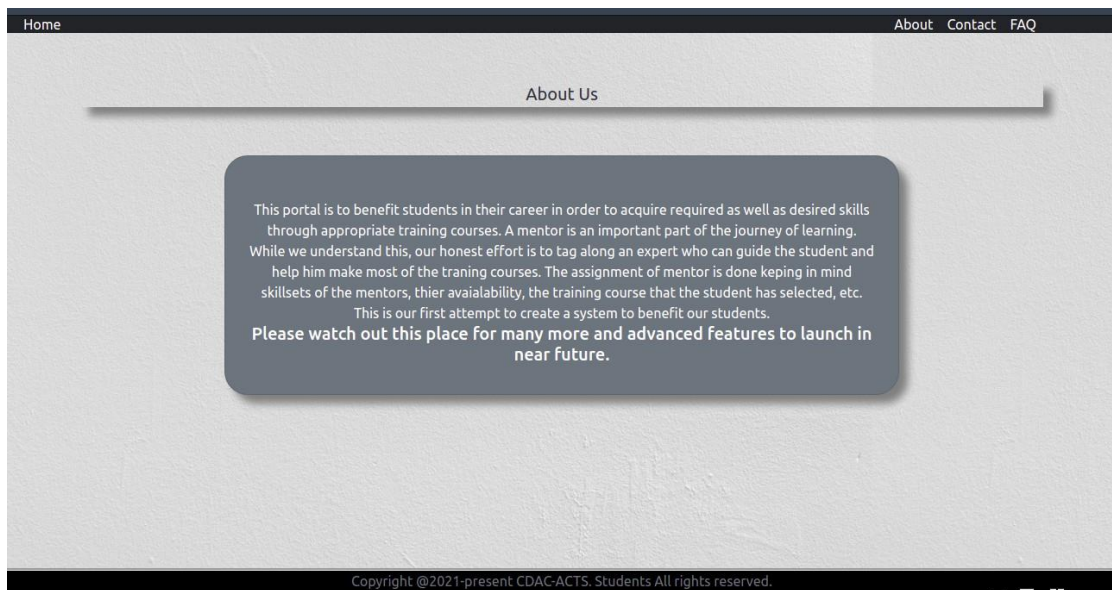 Home About Contact FAQ
About Us
This portal is to benefit students in their career in order to acquire required as well as desired skills
through appropriate training courses. A mentor is an important part of the journey of learning.
While we understand this, our honest effort is to tag along an expert who can guide the student and
help him make most of the traning courses. The assignment of mentor is done keping in mind
skillsets of the mentors, thier avaialability, the training course that the student has selected, etc.
This is our first attempt to create a system to benefit our students.
Please watch out this place for many more and advanced features to launch in
near future.
Copyright @2021-present CDAC-ACTS. Students All rights reserved.